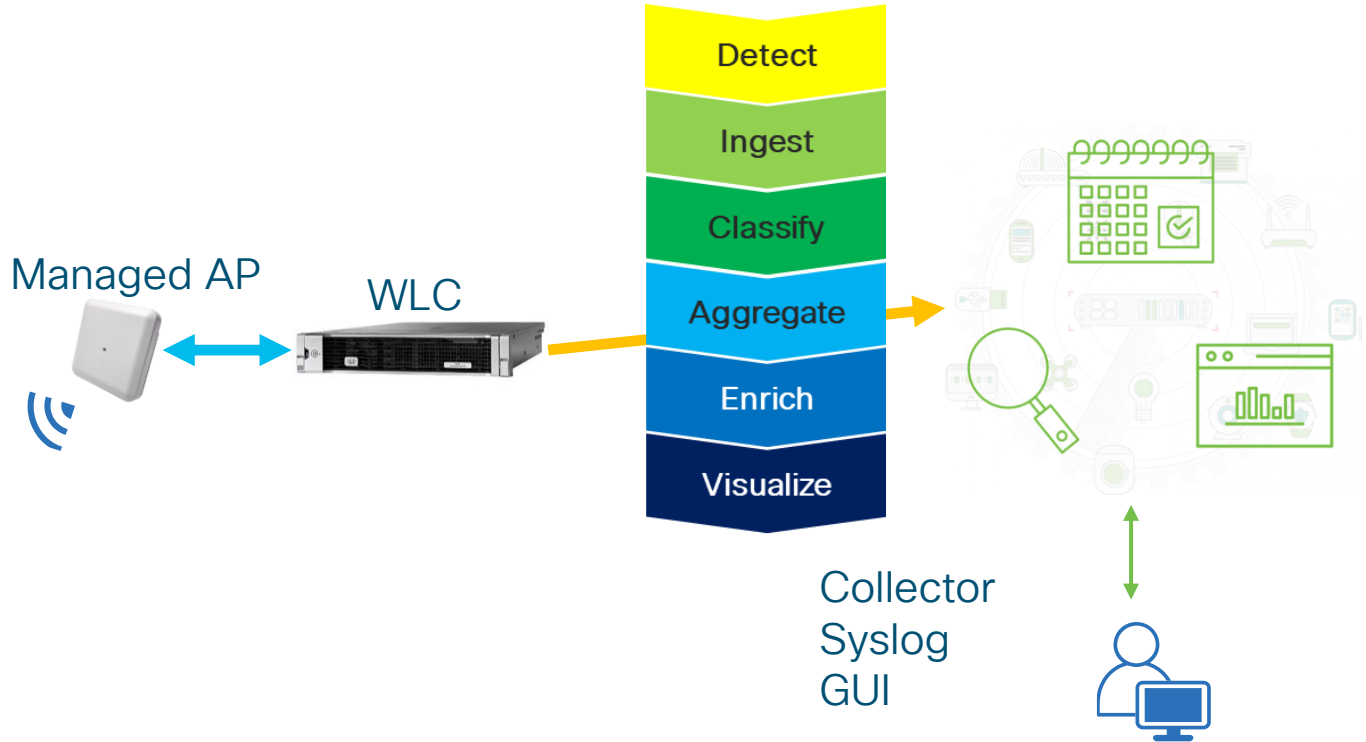 Managed AP
WLC
Detect
Ingest
Classify
Aggregate
Enrich
Visualize
Collector
Syslog
GUI